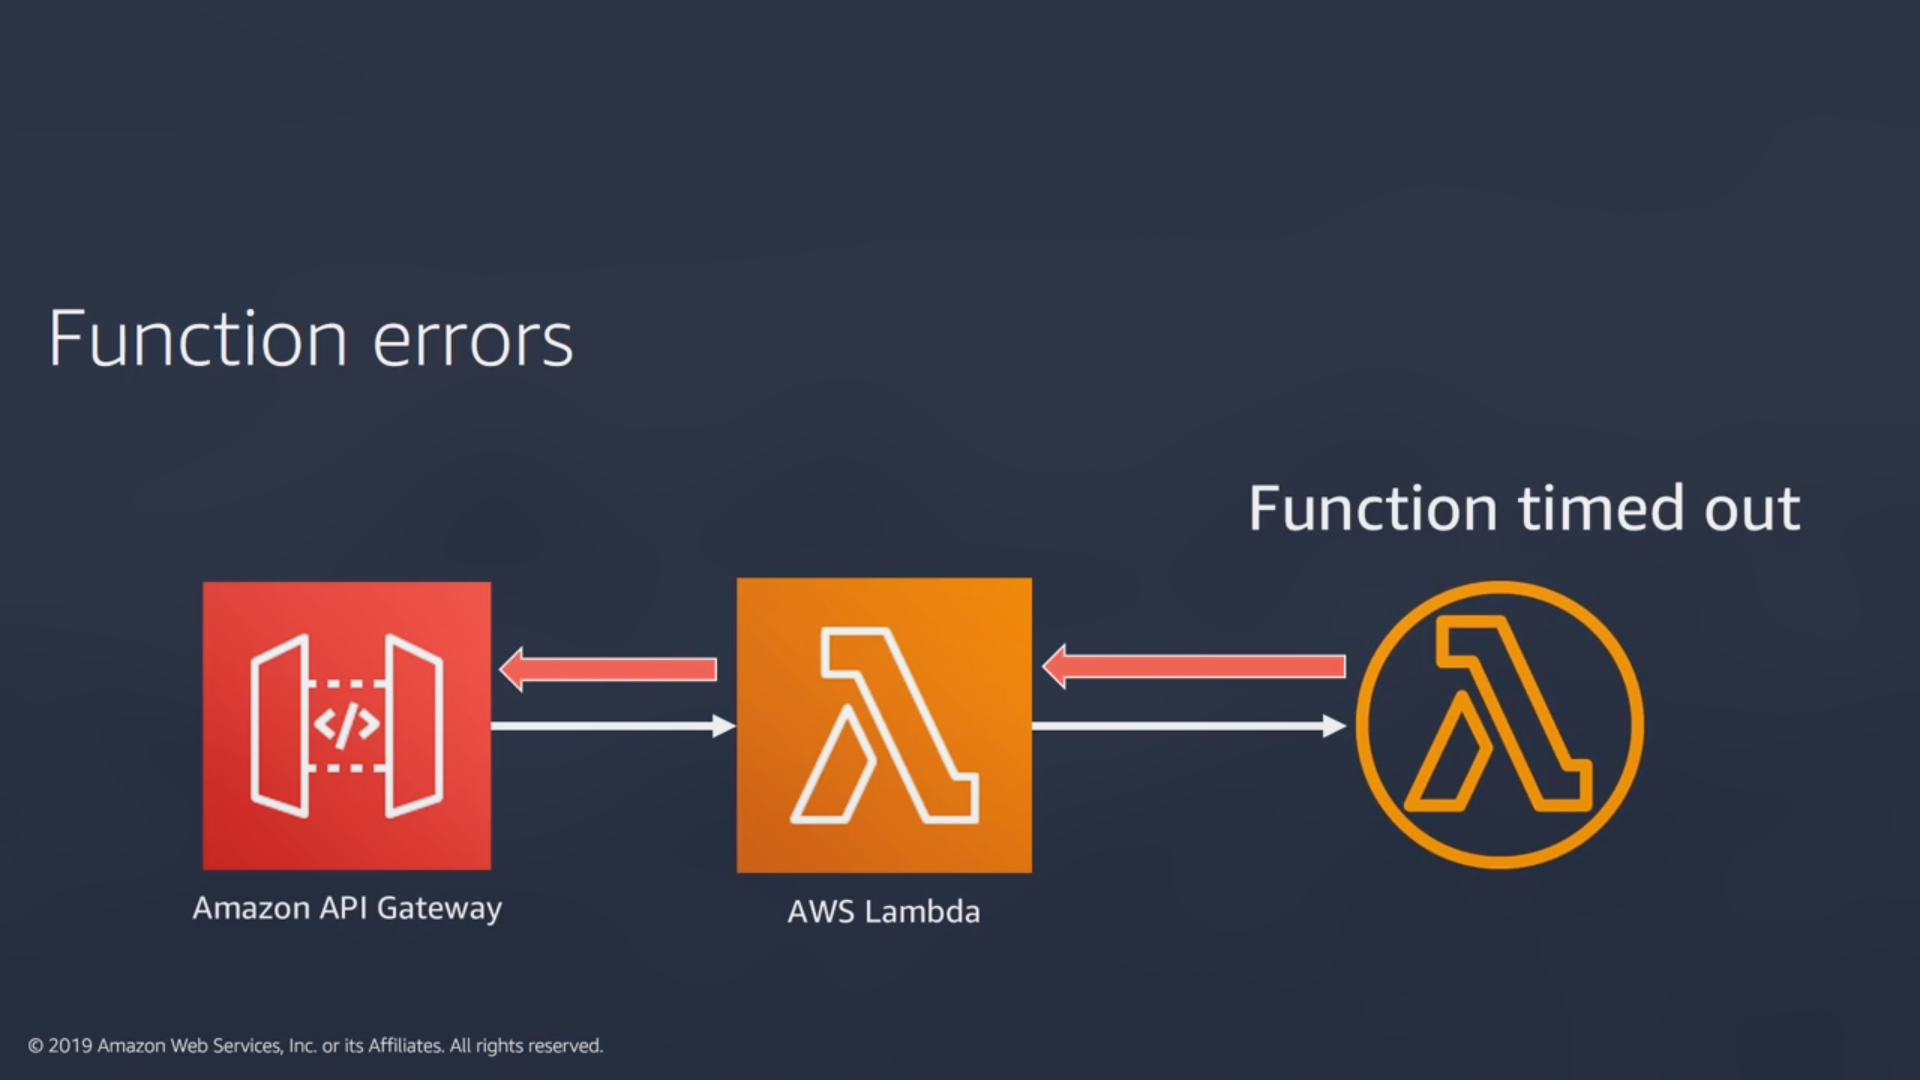 Function errors
Function timed out
</>
Amazon API Gateway
AWS Lambda
© 2019 Amazon Web Services, Inc. or its Affiliates. All rights reserved.